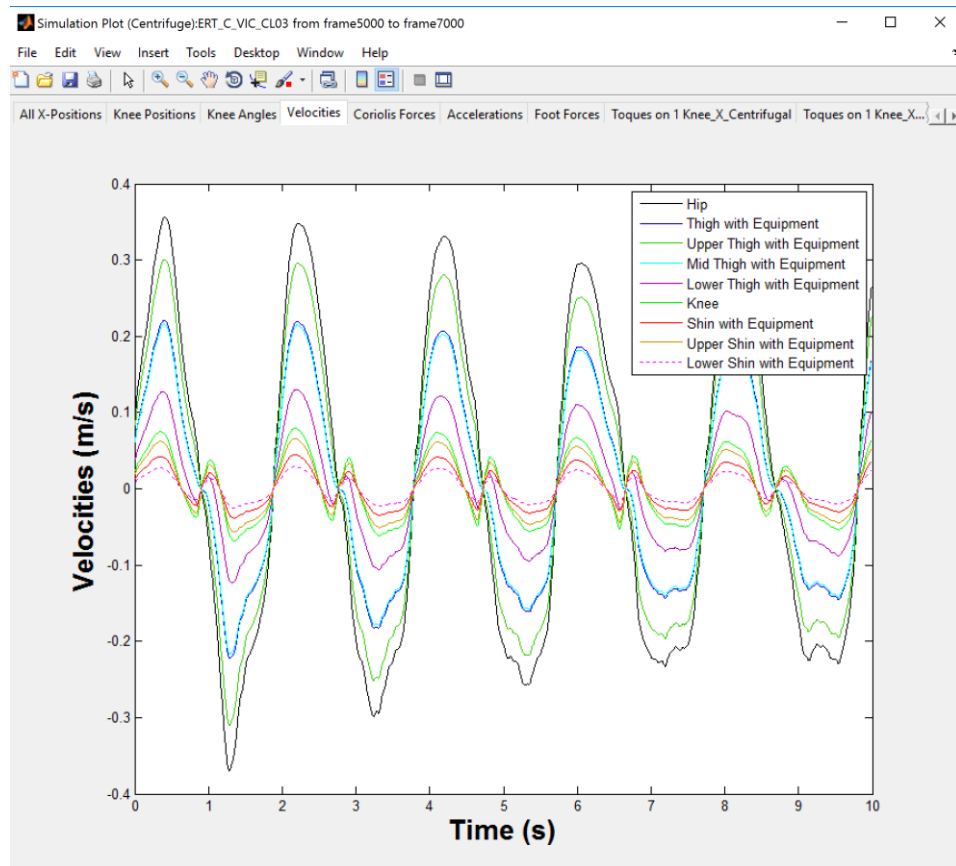 Simulation Plot (Centrifuge):ERT_C_VIC_CL03 from frame5000 to frame7000
File Edit View Insert Tools Desktop Window Help
All X-Positions Knee Positions Knee Angles Velocities Coriolis Forces Accelerations Foot Forces Toques on 1 Knee_X_Centrifugal Toques on 1 Knee_X...
0.4
0.3
0.2
0.1
0
-0.1
-0.2
-0.3
-0.4
Velocities (m/s)
Hip
Thigh with Equipment
Upper Thigh with Equipment
Mid Thigh with Equipment
Lower Thigh with Equipment
Knee
Shin with Equipment
Upper Shin with Equipment
Lower Shin with Equipment
0 1 2 3 4 5 6 7 8 9 10
Time (s)